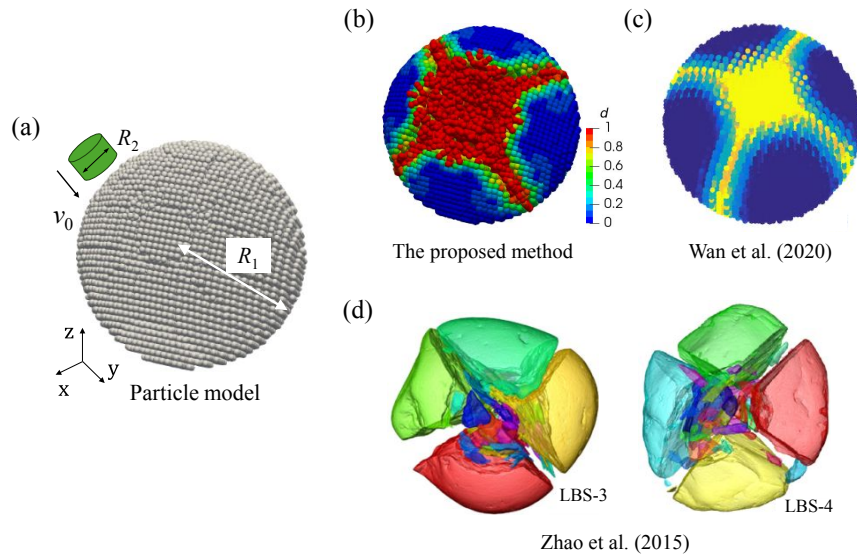 (a)
R2
v0
R1
z
x
y
Particle model
(b)
d
1
0.8
0.6
0.4
0.2
0
The proposed method
(c)
Wan et al. (2020)
(d)
LBS-3
LBS-4
Zhao et al. (2015)